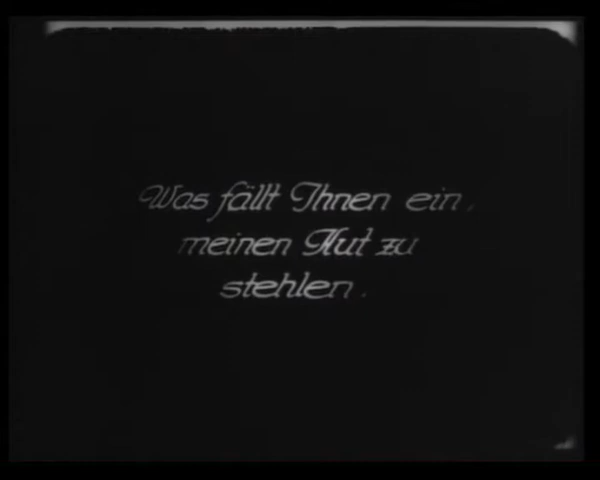 Was fällt Ihnen ein,
meinen Hut zu
stehlen.